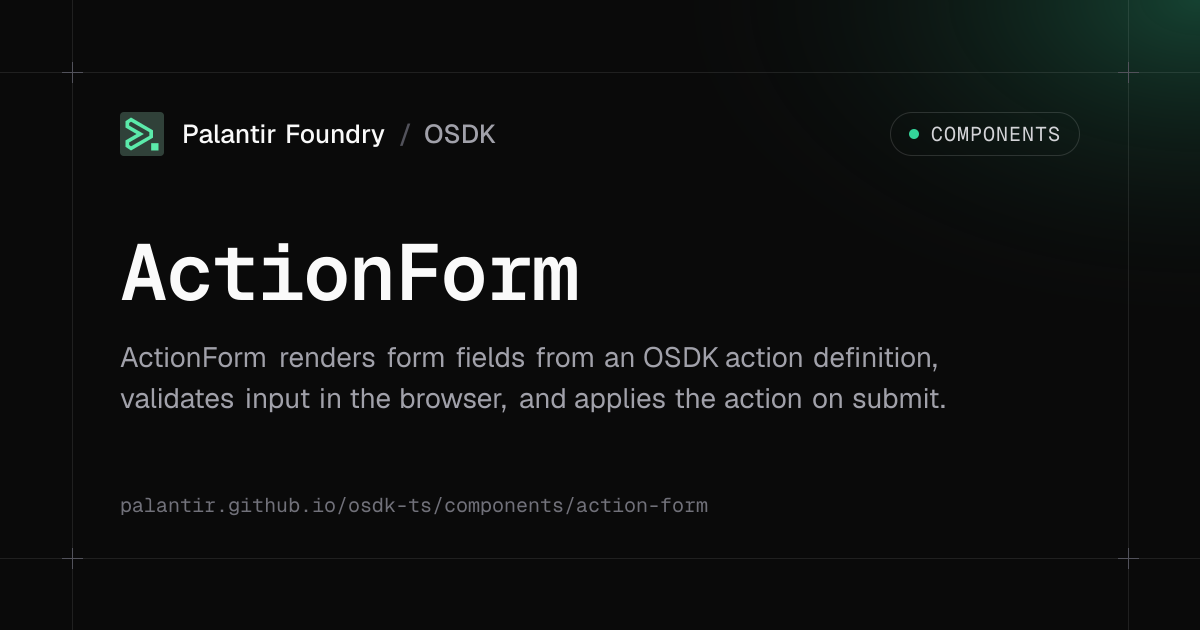 Palantir Foundry / OSDK
COMPONENTS
ActionForm
ActionForm renders form fields from an OSDK action definition,
validates input in the browser, and applies the action on submit.
palantir.github.io/osdk-ts/components/action-form